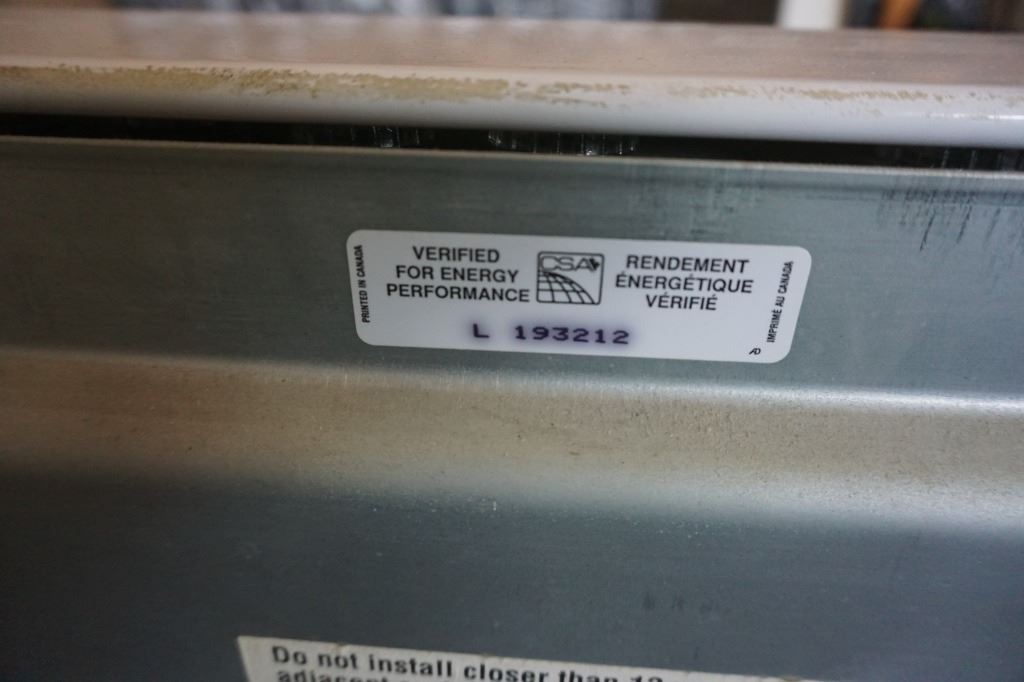 PRINTED IN CANADA
VERIFIED
FOR ENERGY
PERFORMANCE
CSA
RENDEMENT
ÉNERGÉTIQUE
VÉRIFIÉ
IMPRIMÉ AU CANADA
L 193212
Do not install closer than
adjacent